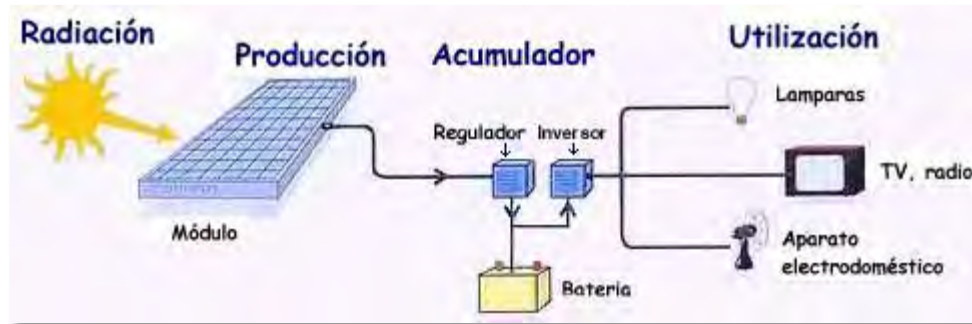 Radiación
Producción
Acumulador
Utilización
Lamparas
Regulador
Inversor
TV, radio
Módulo
Aparato
electrodoméstico
Bateria